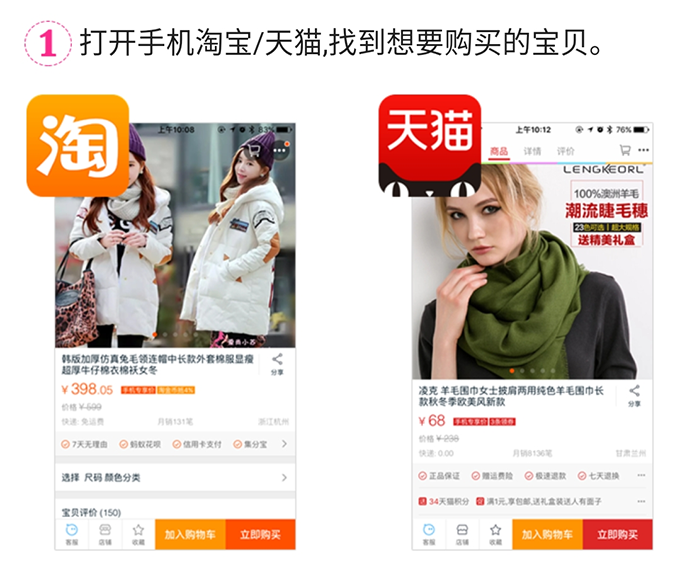 1 打开手机淘宝/天猫,找到想要购买的宝贝。
淘
上午10:08
83%
韩版加厚仿真兔毛领连帽中长款外套棉服显瘦
超厚牛仔棉衣棉袄女冬
分享
¥398.05 手机专享价 淘金币抵4%
价格 ¥599
快递: 免运费 月销131笔 浙江杭州
7天无理由 蚂蚁花呗 信用卡支付 集分宝
选择 尺码 颜色分类
宝贝评价 (150)
客服 店铺 收藏 加入购物车 立即购买
天猫
上午10:12
76%
商品 详情 评价
LENGKEORL
100%澳洲羊毛
潮流睫毛穗
23色可选 超大规格
送精美礼盒
凌克 羊毛围巾女士披肩两用纯色羊毛围巾长
款秋冬季欧美风新款
分享
¥68 手机专享价 3条领券
价格 ¥238
快递: 0.00 月销8136笔 甘肃兰州
正品保证 赠运费险 极速退款 七天退换
34天猫积分 满1元,享包邮,送礼盒装送人有面子
客服 店铺 收藏 加入购物车 立即购买